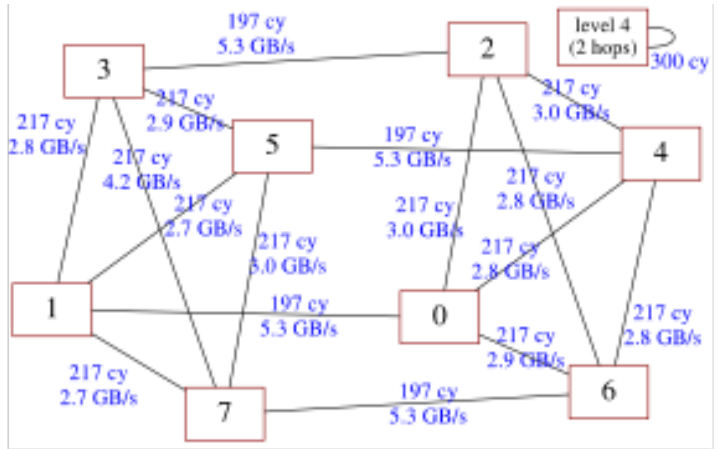 197 cy
5.3 GB/s
3
2
level 4
(2 hops)
300 cy
217 cy
2.9 GB/s
217 cy
3.0 GB/s
217 cy
2.8 GB/s
5
197 cy
5.3 GB/s
4
217 cy
4.2 GB/s
217 cy
2.8 GB/s
217 cy
2.7 GB/s
217 cy
3.0 GB/s
217 cy
3.0 GB/s
217 cy
2.8 GB/s
1
197 cy
5.3 GB/s
0
217 cy
2.8 GB/s
217 cy
2.9 GB/s
217 cy
2.7 GB/s
7
197 cy
5.3 GB/s
6